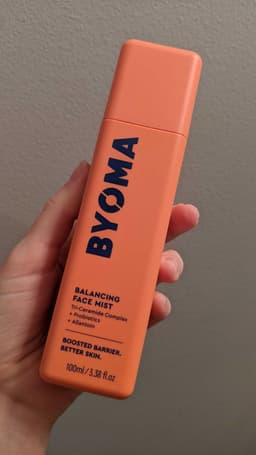 BYOMA
BALANCING
FACE MIST
Tri-Ceramide Complex
+ Probiotics
+ Allantoin
BOOSTED BARRIER.
BETTER SKIN.
100ml/3.38 fl.oz